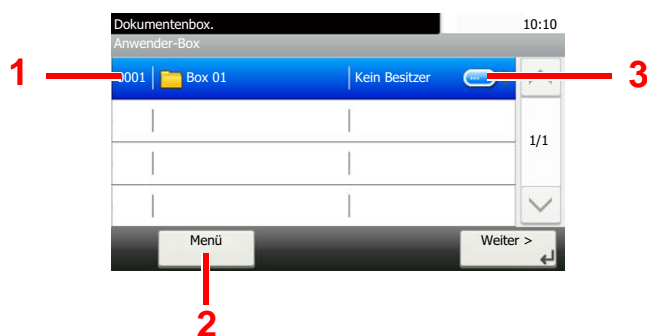 Dokumentenbox. 10:10
Anwender-Box
1 0001 Box 01 Kein Besitzer ... 3
1/1
Menü Weiter >
2